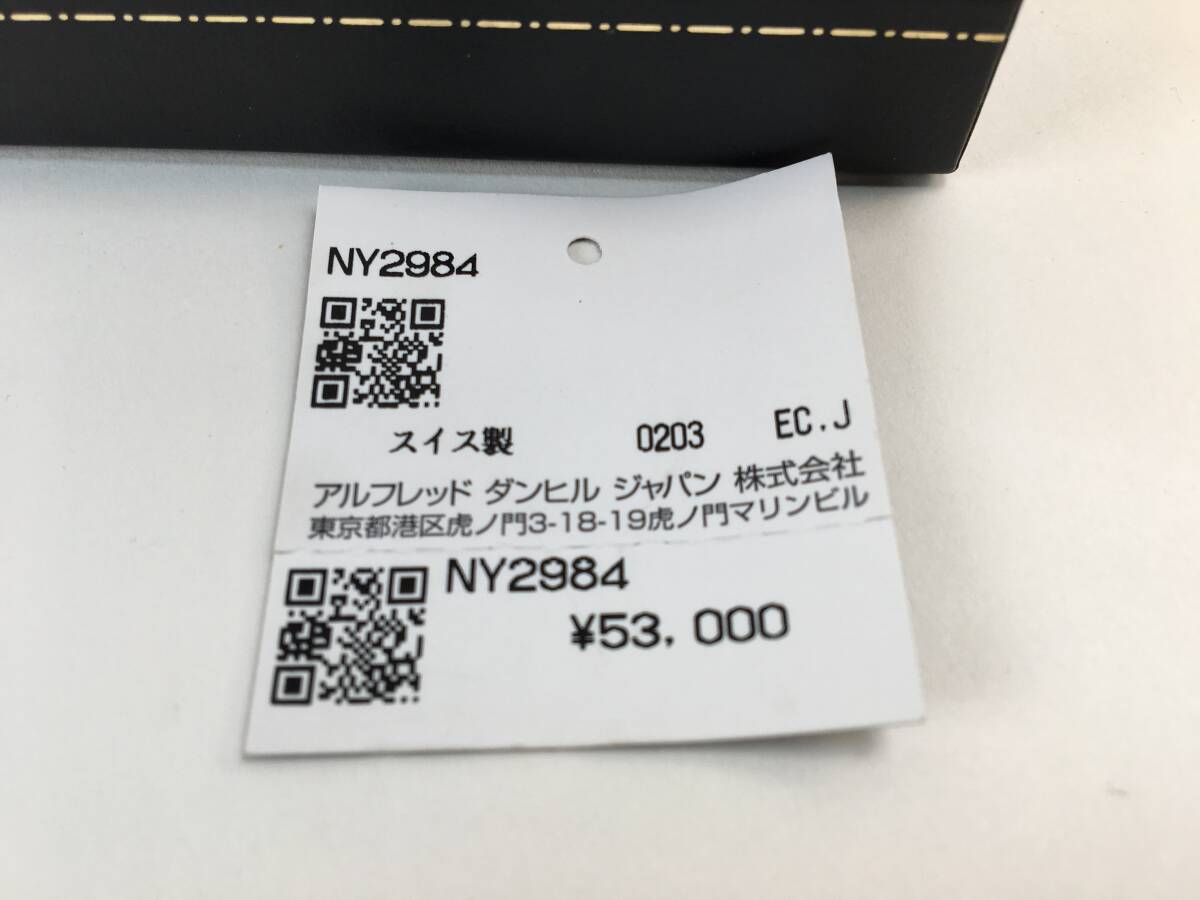 NY2984
スイス製 0203 EC.J
アルフレッド ダンヒル ジャパン 株式会社
東京都港区虎ノ門3-18-19虎ノ門マリンビル
NY2984
¥53,000